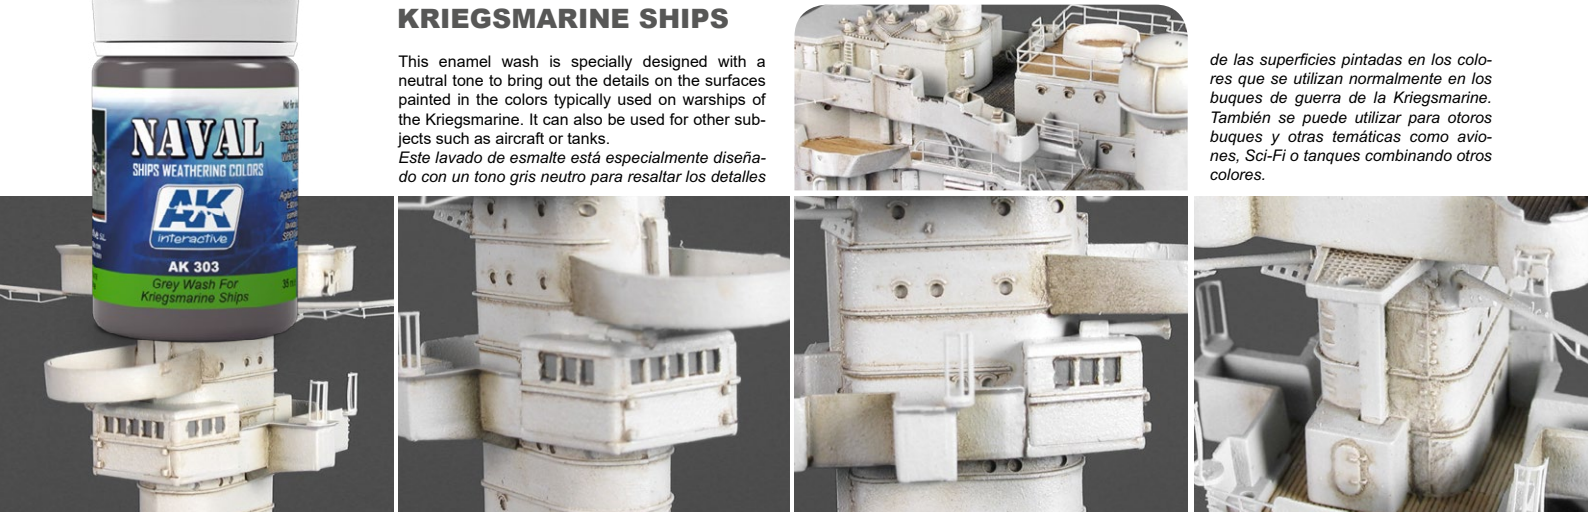 KRIEGSMARINE SHIPS
This enamel wash is specially designed with a
neutral tone to bring out the details on the surfaces
painted in the colors typically used on warships of
the Kriegsmarine. It can also be used for other sub-
jects such as aircraft or tanks.
Este lavado de esmalte está especialmente diseña-
do con un tono gris neutro para resaltar los detalles
de las superficies pintadas en los colo-
res que se utilizan normalmente en los
buques de guerra de la Kriegsmarine.
También se puede utilizar para otoros
buques y otras temáticas como avio-
nes, Sci-Fi o tanques combinando otros
colores.
NAVAL
SHIPS WEATHERING COLORS
AK
interactive
AK 303
Grey Wash For
Kriegsmarine Ships